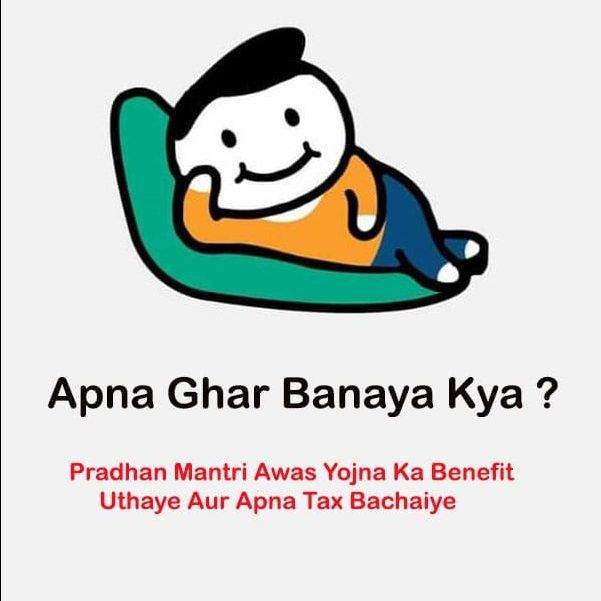 Apna Ghar Banaya Kya ?
Pradhan Mantri Awas Yojna Ka Benefit
Uthaye Aur Apna Tax Bachaiye